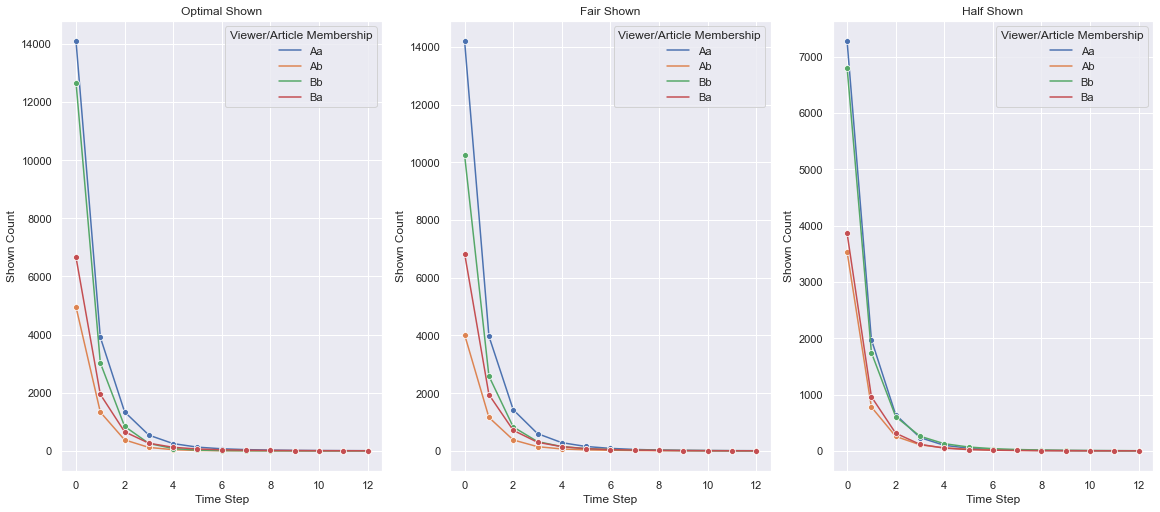 Optimal Shown
Viewer/Article Membership
Aa
Ab
Bb
Ba
14000
12000
10000
8000
6000
4000
2000
0
Shown Count
0 2 4 6 8 10 12
Time Step
Fair Shown
Viewer/Article Membership
Aa
Ab
Bb
Ba
14000
12000
10000
8000
6000
4000
2000
0
Shown Count
0 2 4 6 8 10 12
Time Step
Half Shown
Viewer/Article Membership
Aa
Ab
Bb
Ba
7000
6000
5000
4000
3000
2000
1000
0
Shown Count
0 2 4 6 8 10 12
Time Step